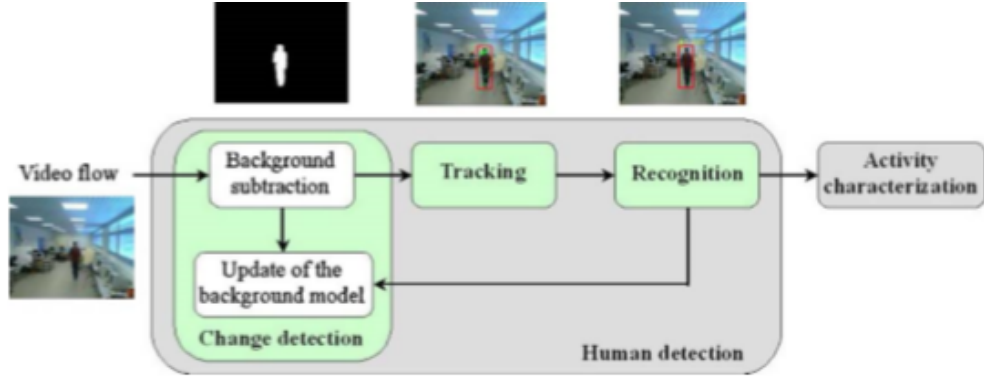 Video flow
Background
subtraction
Tracking
Recognition
Activity
characterization
Update of the
background model
Change detection
Human detection